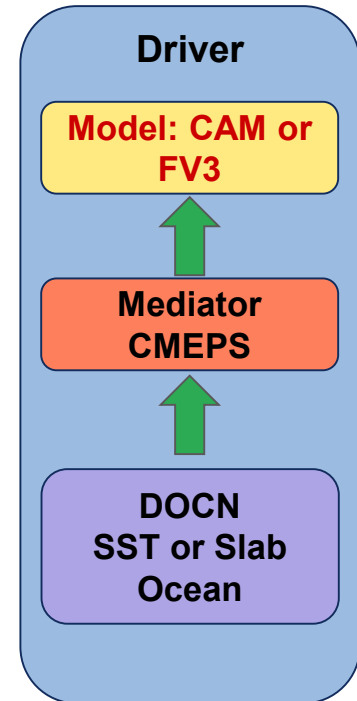 Driver
Model: CAM or
FV3
Mediator
CMEPS
DOCN
SST or Slab
Ocean